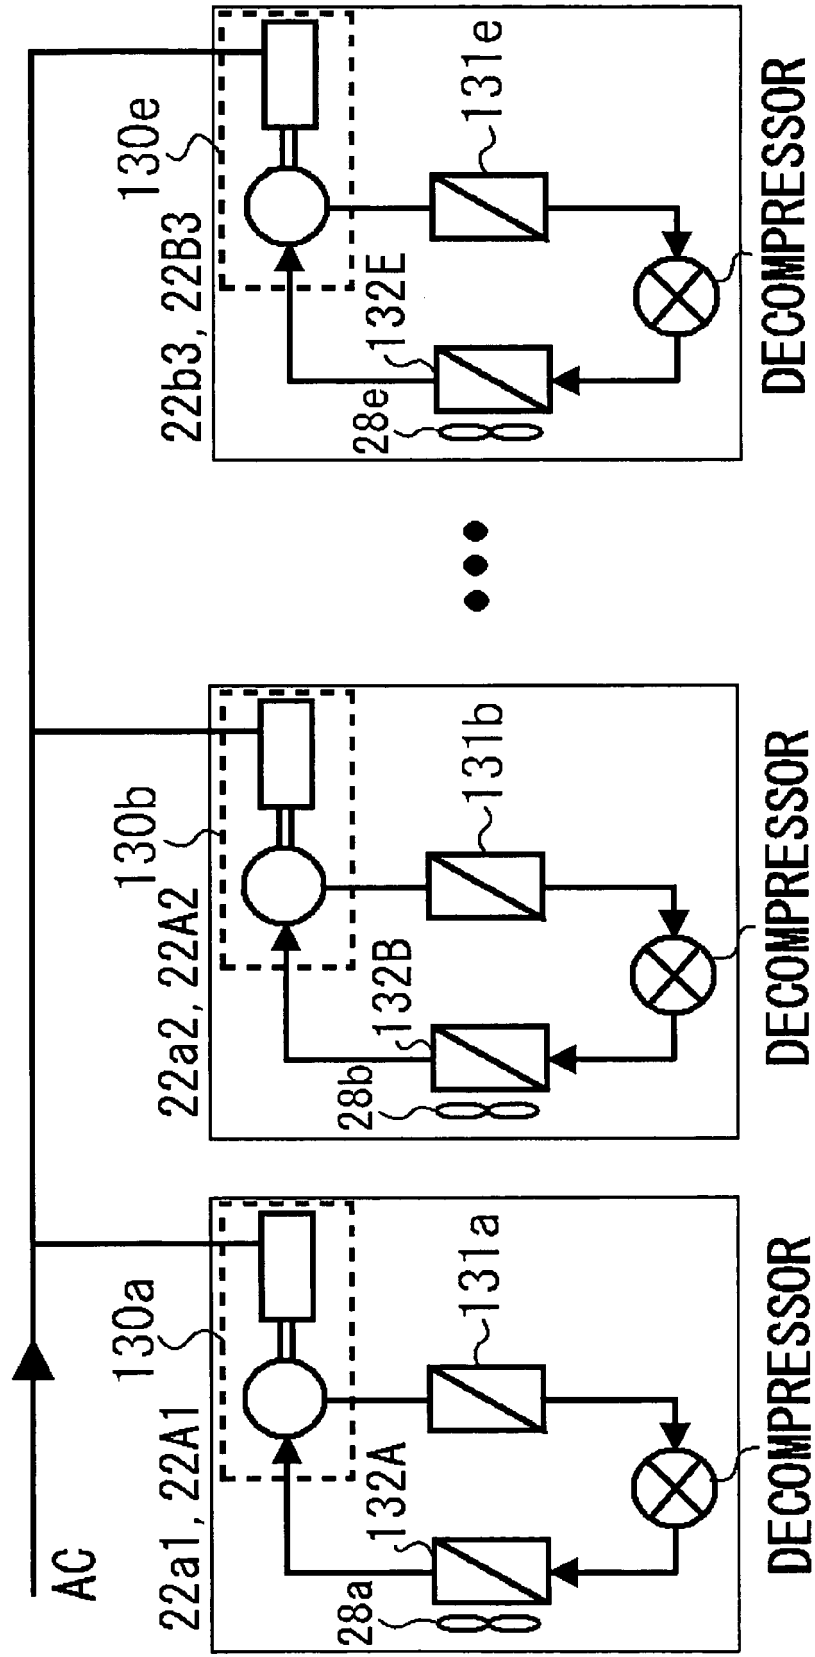 AC
22a1, 22A1
130a
28a
132A
131a
DECOMPRESSOR
22a2, 22A2
130b
28b
132B
131b
DECOMPRESSOR
22b3, 22B3
130e
28e
132E
131e
DECOMPRESSOR